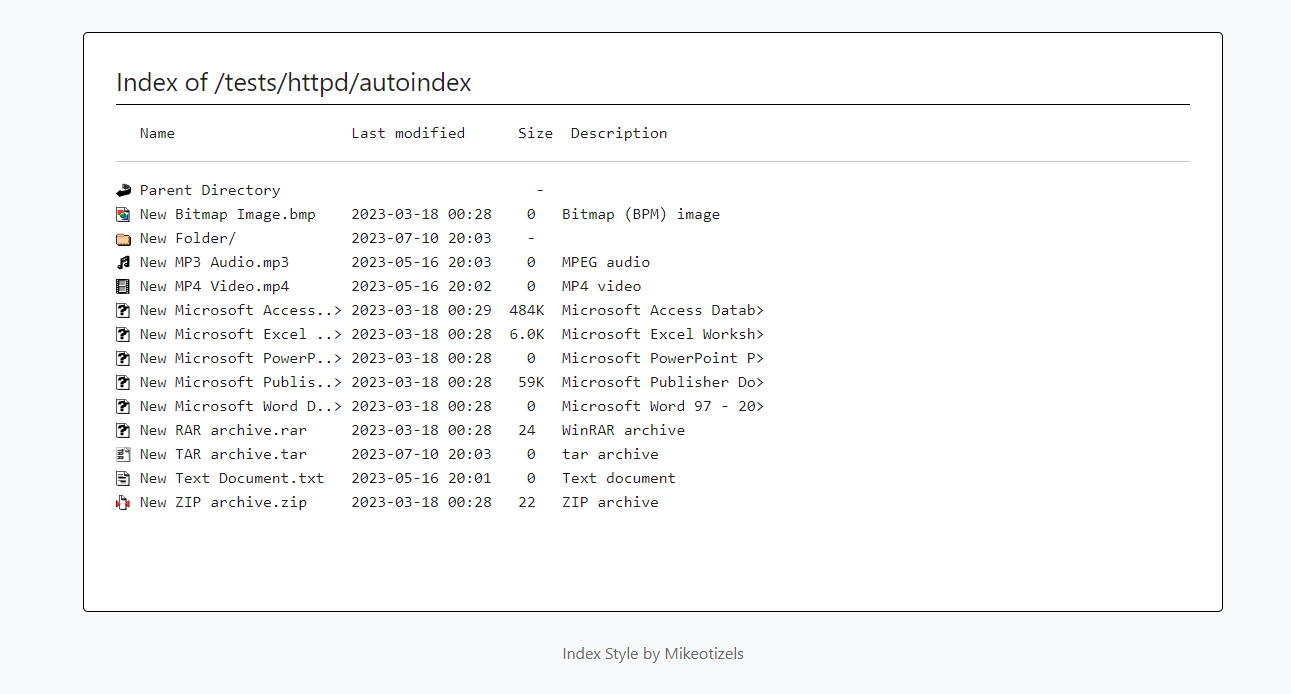 Index of /tests/httpd/autoindex
Name Last modified Size Description
Parent Directory -
New Bitmap Image.bmp 2023-03-18 00:28 0 Bitmap (BPM) image
New Folder/ 2023-07-10 20:03 -
New MP3 Audio.mp3 2023-05-16 20:03 0 MPEG audio
New MP4 Video.mp4 2023-05-16 20:02 0 MP4 video
New Microsoft Access..> 2023-03-18 00:29 484K Microsoft Access Datab>
New Microsoft Excel ..> 2023-03-18 00:28 6.0K Microsoft Excel Worksh>
New Microsoft PowerP..> 2023-03-18 00:28 0 Microsoft PowerPoint P>
New Microsoft Publis..> 2023-03-18 00:28 59K Microsoft Publisher Do>
New Microsoft Word D..> 2023-03-18 00:28 0 Microsoft Word 97 - 20>
New RAR archive.rar 2023-03-18 00:28 24 WinRAR archive
New TAR archive.tar 2023-07-10 20:03 0 tar archive
New Text Document.txt 2023-05-16 20:01 0 Text document
New ZIP archive.zip 2023-03-18 00:28 22 ZIP archive
Index Style by Mikeotizels